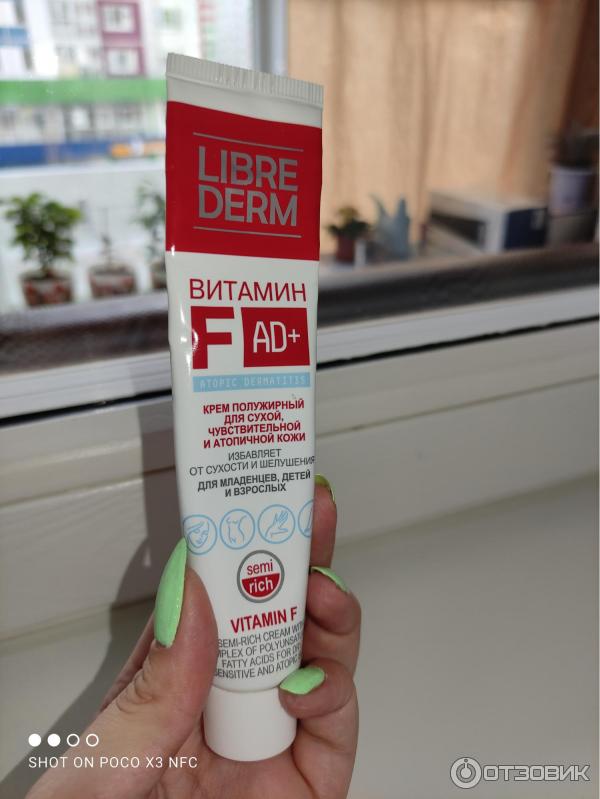 LIBRE
DERM
ВИТАМИН
F AD+
ATOPIC DERMATITIS
КРЕМ ПОЛУЖИРНЫЙ
ДЛЯ СУХОЙ,
ЧУВСТВИТЕЛЬНОЙ
И АТОПИЧНОЙ КОЖИ
ИЗБАВЛЯЕТ
ОТ СУХОСТИ И ШЕЛУШЕНИЯ
ДЛЯ МЛАДЕНЦЕВ, ДЕТЕЙ
И ВЗРОСЛЫХ
semi
rich
VITAMIN F
SEMI-RICH CREAM WITH
FATTY ACIDS FOR
SENSITIVE AND ATOPIC
SHOT ON POCO X3 NFC
ОТЗОВИК